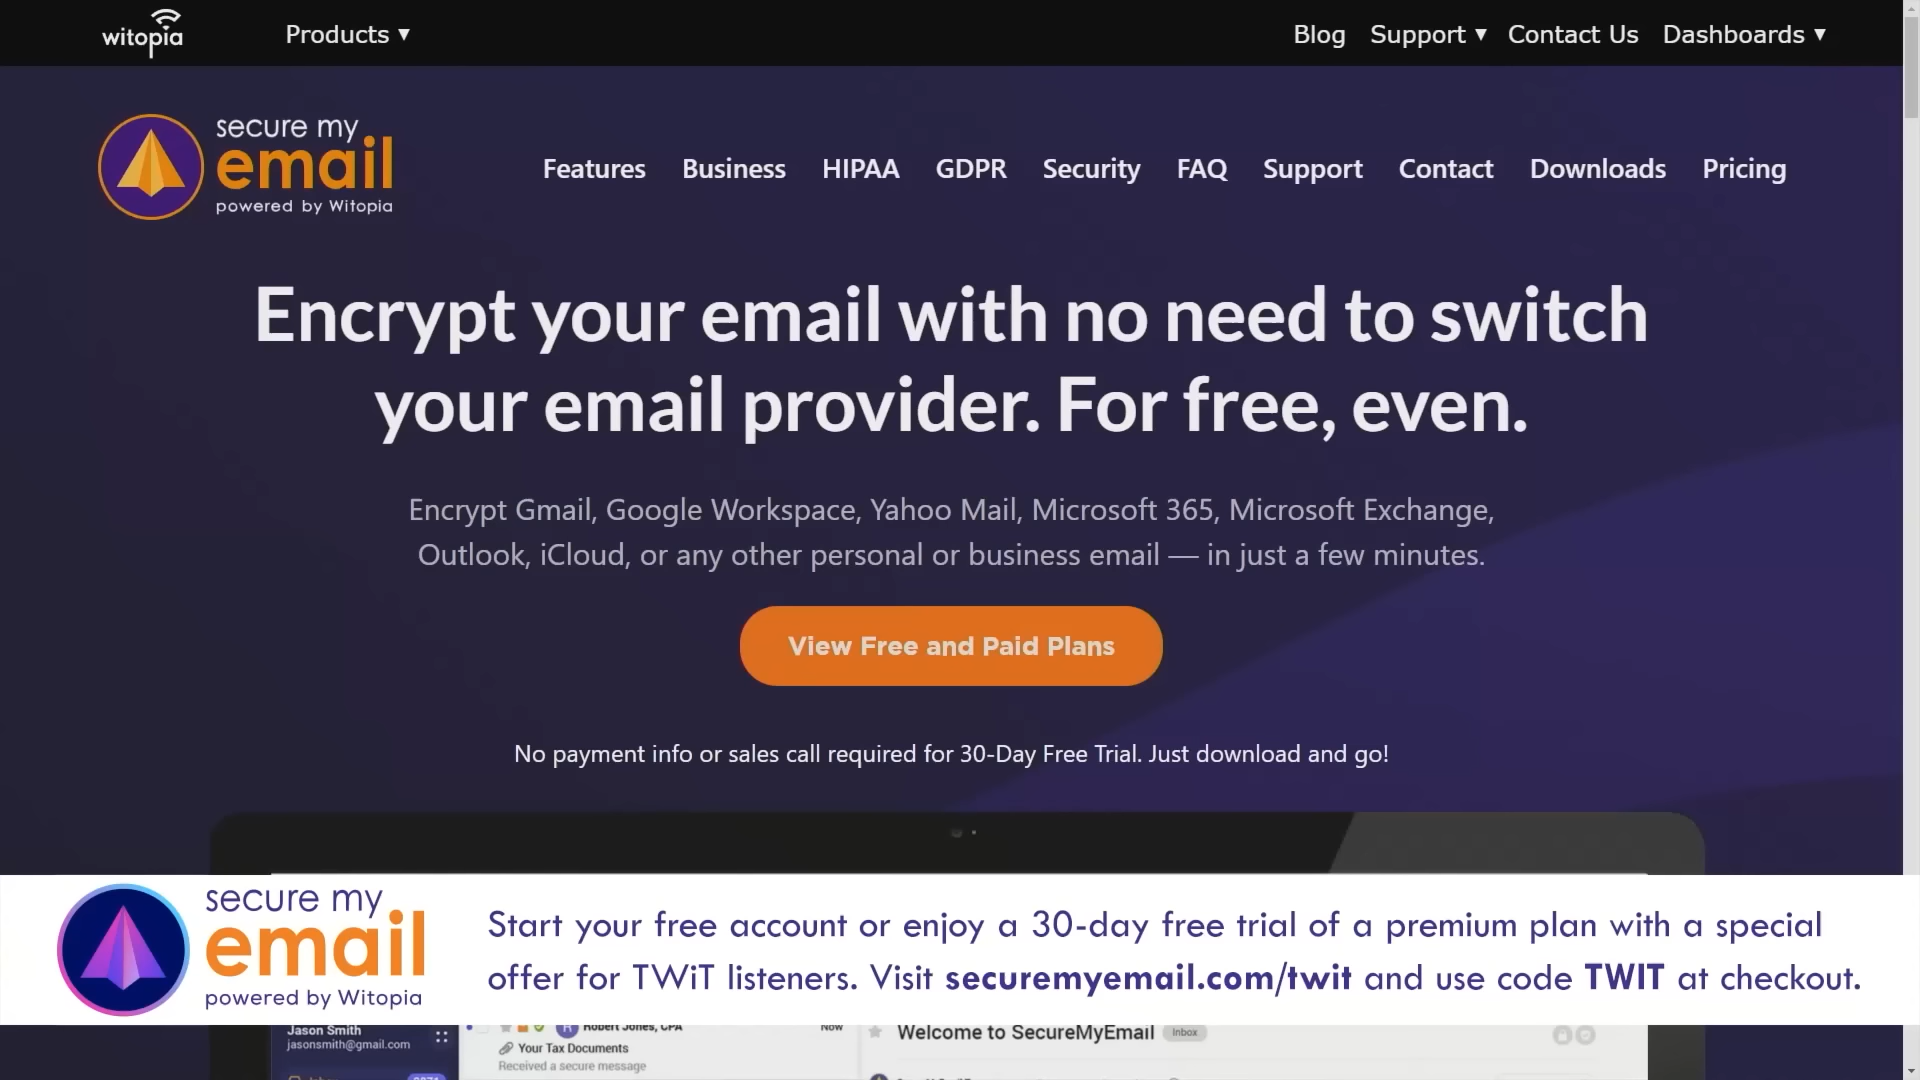 witopia
Products ▼
Blog
Support ▼
Contact Us
Dashboards ▼
secure my
email
powered by Witopia
Features
Business
HIPAA
GDPR
Security
FAQ
Support
Contact
Downloads
Pricing
Encrypt your email with no need to switch
your email provider. For free, even.
Encrypt Gmail, Google Workspace, Yahoo Mail, Microsoft 365, Microsoft Exchange,
Outlook, iCloud, or any other personal or business email — in just a few minutes.
View Free and Paid Plans
No payment info or sales call required for 30-Day Free Trial. Just download and go!
secure my
email
powered by Witopia
Start your free account or enjoy a 30-day free trial of a premium plan with a special
offer for TWiT listeners. Visit securemyemail.com/twit and use code TWIT at checkout.
Jason Smith
jasonsmith@gmail.com
Robert Jones, CPA
Now
Your Tax Documents
Received a secure message
Welcome to SecureMyEmail
Inbox